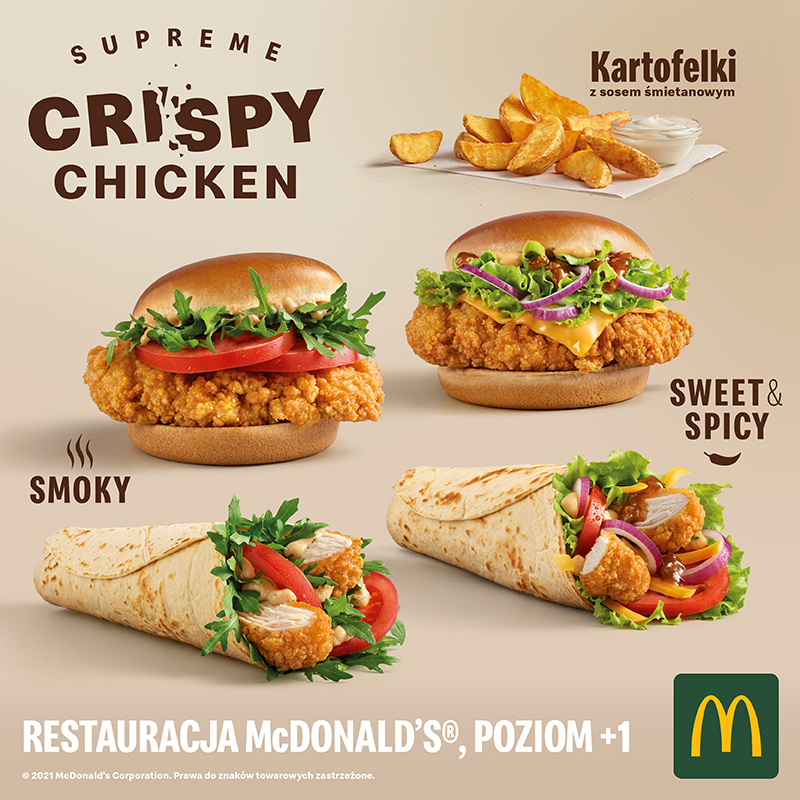 SUPREME
CRISPY
CHICKEN
Kartofelki
z sosem śmietanowym
SWEET &
SPICY
SMOKY
RESTAURACJA McDONALD'S®, POZIOM +1
© 2021 McDonald's Corporation. Prawa do znaków towarowych zastrzeżone.